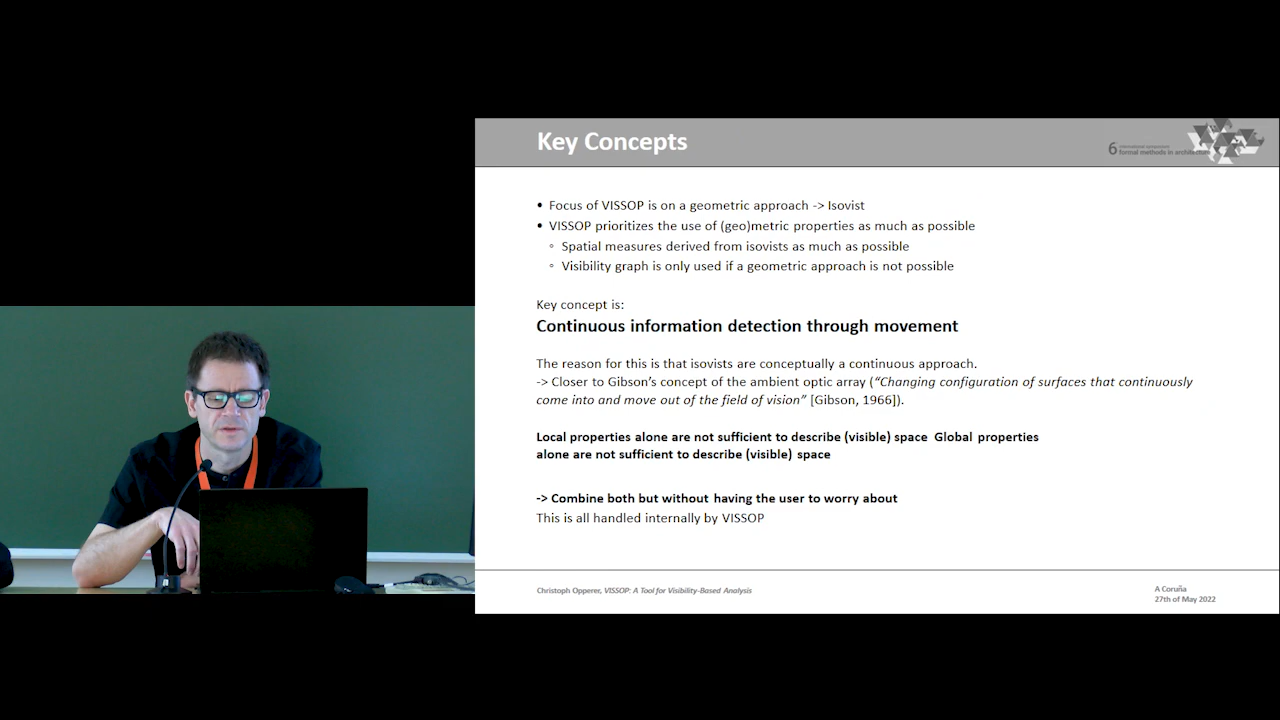 Key Concepts
6 international symposium
formal methods in architecture
• Focus of VISSOP is on a geometric approach -> Isovist
• VISSOP prioritizes the use of (geo)metric properties as much as possible
◦ Spatial measures derived from isovists as much as possible
◦ Visibility graph is only used if a geometric approach is not possible
Key concept is:
Continuous information detection through movement
The reason for this is that isovists are conceptually a continuous approach.
-> Closer to Gibson’s concept of the ambient optic array (“Changing configuration of surfaces that continuously
come into and move out of the field of vision” [Gibson, 1966]).
Local properties alone are not sufficient to describe (visible) space Global properties
alone are not sufficient to describe (visible) space
-> Combine both but without having the user to worry about
This is all handled internally by VISSOP
Christoph Opperer, VISSOP: A Tool for Visibility-Based Analysis
A Coruña
27th of May 2022